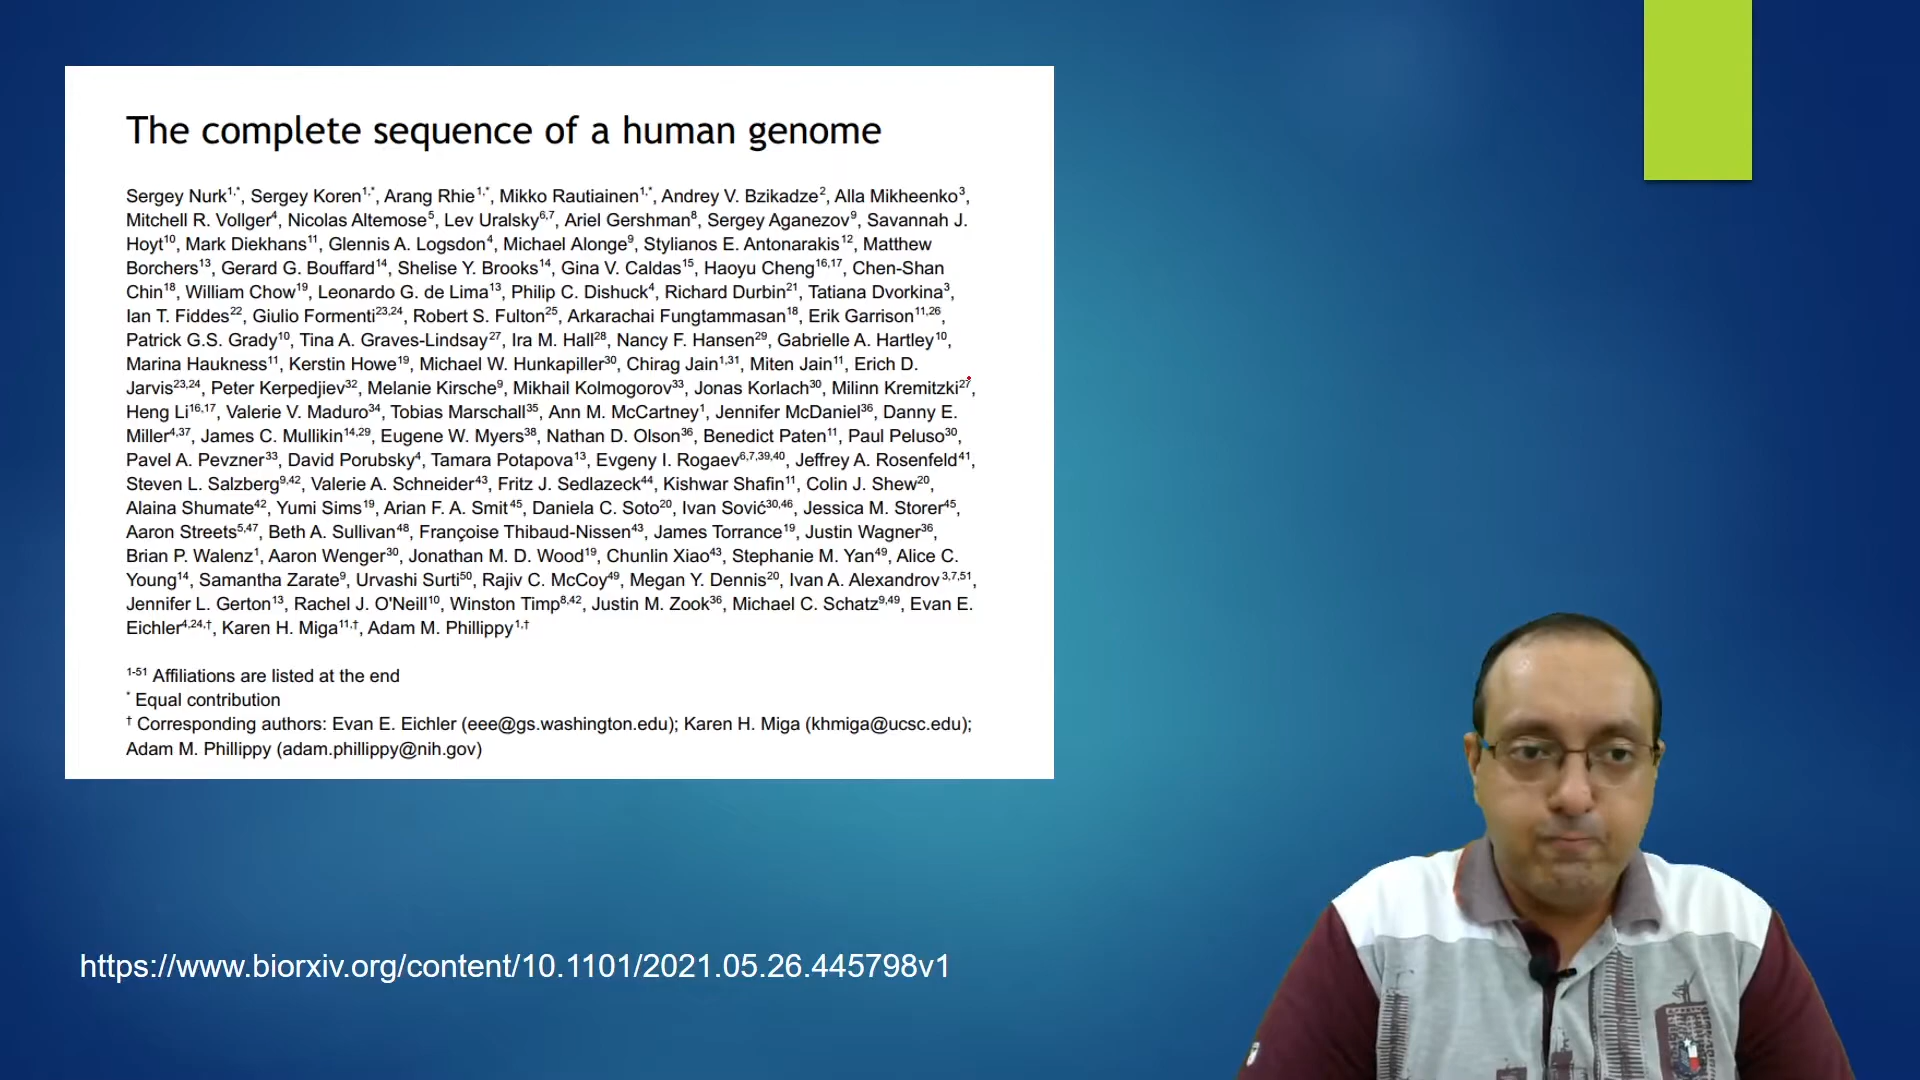 The complete sequence of a human genome
Sergey Nurk1,*, Sergey Koren1,*, Arang Rhie1,*, Mikko Rautiainen1,*, Andrey V. Bzikadze2, Alla Mikheenko3,
Mitchell R. Vollger4, Nicolas Altemose5, Lev Uralsky6,7, Ariel Gershman8, Sergey Aganezov9, Savannah J.
Hoyt10, Mark Diekhans11, Glennis A. Logsdon4, Michael Alonge9, Stylianos E. Antonarakis12, Matthew
Borchers13, Gerard G. Bouffard14, Shelise Y. Brooks14, Gina V. Caldas15, Haoyu Cheng16,17, Chen-Shan
Chin18, William Chow19, Leonardo G. de Lima13, Philip C. Dishuck4, Richard Durbin21, Tatiana Dvorkina3,
Ian T. Fiddes22, Giulio Formenti23,24, Robert S. Fulton25, Arkarachai Fungtammasan18, Erik Garrison11,26,
Patrick G.S. Grady10, Tina A. Graves-Lindsay27, Ira M. Hall28, Nancy F. Hansen29, Gabrielle A. Hartley10,
Marina Haukness11, Kerstin Howe19, Michael W. Hunkapiller30, Chirag Jain1,31, Miten Jain11, Erich D.
Jarvis23,24, Peter Kerpedjiev32, Melanie Kirsche9, Mikhail Kolmogorov33, Jonas Korlach30, Milinn Kremitzki27,
Heng Li16,17, Valerie V. Maduro34, Tobias Marschall35, Ann M. McCartney1, Jennifer McDaniel36, Danny E.
Miller4,37, James C. Mullikin14,29, Eugene W. Myers38, Nathan D. Olson36, Benedict Paten11, Paul Peluso30,
Pavel A. Pevzner33, David Porubsky4, Tamara Potapova13, Evgeny I. Rogaev6,7,39,40, Jeffrey A. Rosenfeld41,
Steven L. Salzberg9,42, Valerie A. Schneider43, Fritz J. Sedlazeck44, Kishwar Shafin11, Colin J. Shew20,
Alaina Shumate42, Yumi Sims19, Arian F. A. Smit45, Daniela C. Soto20, Ivan Sović30,46, Jessica M. Storer45,
Aaron Streets5,47, Beth A. Sullivan48, Françoise Thibaud-Nissen43, James Torrance19, Justin Wagner36,
Brian P. Walenz1, Aaron Wenger30, Jonathan M. D. Wood19, Chunlin Xiao43, Stephanie M. Yan49, Alice C.
Young14, Samantha Zarate9, Urvashi Surti50, Rajiv C. McCoy49, Megan Y. Dennis20, Ivan A. Alexandrov3,7,51,
Jennifer L. Gerton13, Rachel J. O'Neill10, Winston Timp8,42, Justin M. Zook36, Michael C. Schatz9,49, Evan E.
Eichler4,24,†, Karen H. Miga11,†, Adam M. Phillippy1,†
1-51 Affiliations are listed at the end
* Equal contribution
† Corresponding authors: Evan E. Eichler (eee@gs.washington.edu); Karen H. Miga (khmiga@ucsc.edu);
Adam M. Phillippy (adam.phillippy@nih.gov)
https://www.biorxiv.org/content/10.1101/2021.05.26.445798v1